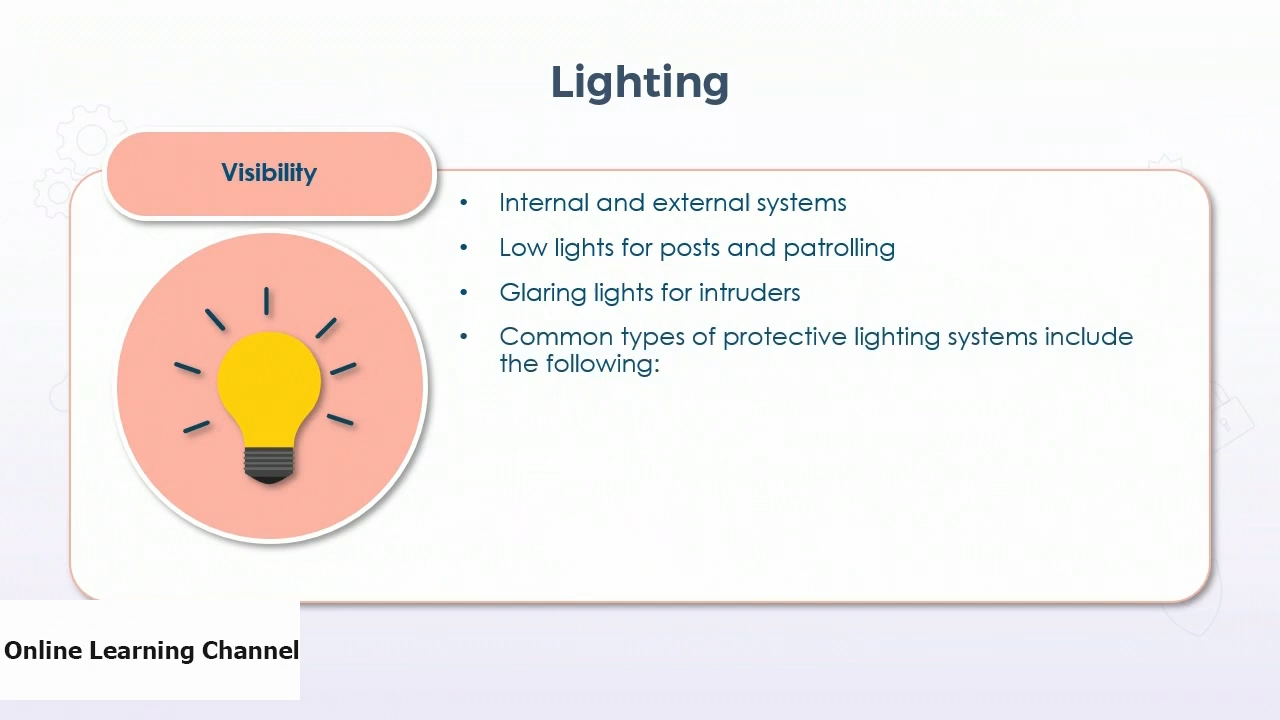 Lighting
Visibility
• Internal and external systems
• Low lights for posts and patrolling
• Glaring lights for intruders
• Common types of protective lighting systems include
the following:
Online Learning Channel